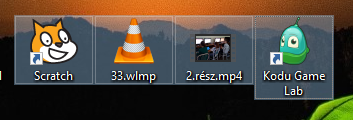 Scratch
33.wlmp
2.rész.mp4
Kodu Game
Lab